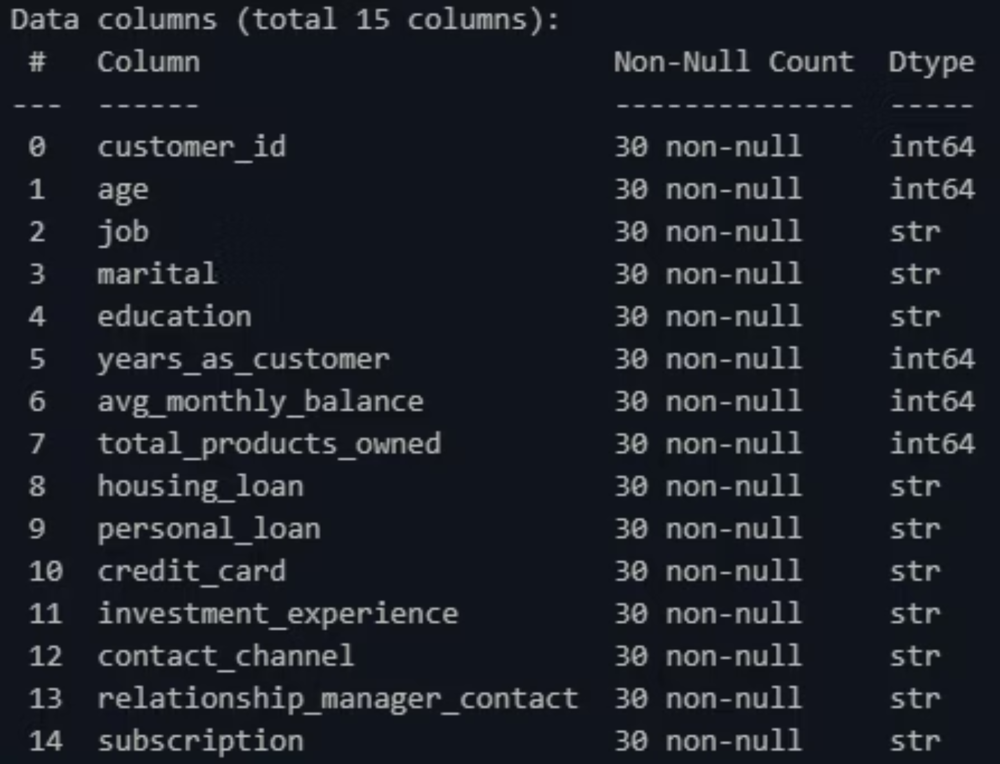 Data columns (total 15 columns):
 #   Column                        Non-Null Count  Dtype
---  ------                        --------------  -----
 0   customer_id                   30 non-null     int64
 1   age                           30 non-null     int64
 2   job                           30 non-null     str
 3   marital                       30 non-null     str
 4   education                     30 non-null     str
 5   years_as_customer             30 non-null     int64
 6   avg_monthly_balance           30 non-null     int64
 7   total_products_owned          30 non-null     int64
 8   housing_loan                  30 non-null     str
 9   personal_loan                 30 non-null     str
 10  credit_card                   30 non-null     str
 11  investment_experience         30 non-null     str
 12  contact_channel               30 non-null     str
 13  relationship_manager_contact  30 non-null     str
 14  subscription                  30 non-null     str